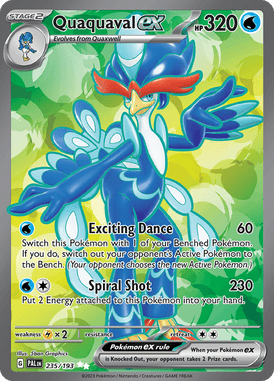 STAGE 2
Quaquaval ex
HP 320
Evolves from Quaxwell
Exciting Dance 60
Switch this Pokémon with 1 of your Benched Pokémon.
If you do, switch out your opponent's Active Pokémon to
the Bench. (Your opponent chooses the new Active Pokémon.)
Spiral Shot 230
Put 2 Energy attached to this Pokémon into your hand.
weakness ×2 resistance retreat
Illus. 5ban Graphics
PAL EN 235/193
Pokémon ex rule
When your Pokémon ex
is Knocked Out, your opponent takes 2 Prize cards.
©2023 Pokémon / Nintendo / Creatures / GAME FREAK